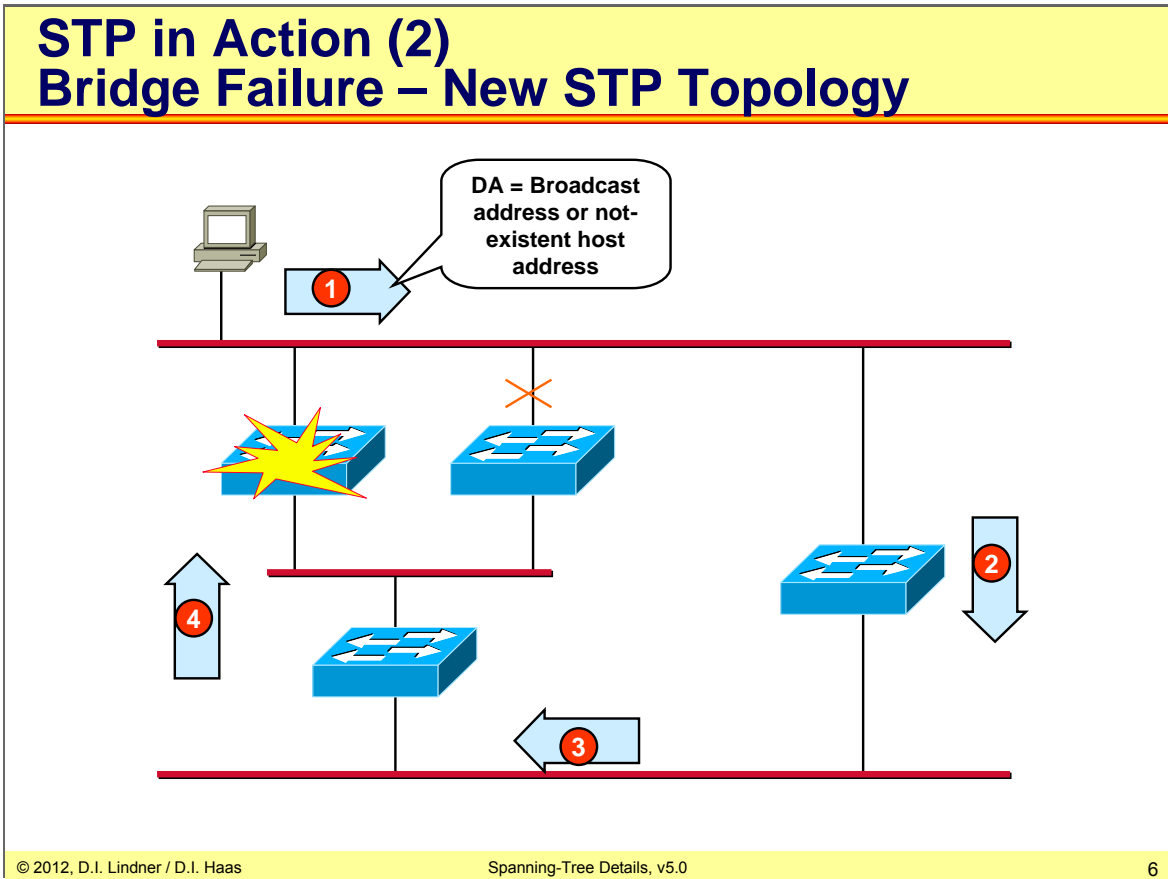 STP in Action (2)
Bridge Failure – New STP Topology
DA = Broadcast
address or not-
existent host
address
1
2
4
3
© 2012, D.I. Lindner / D.I. Haas
Spanning-Tree Details, v5.0
6